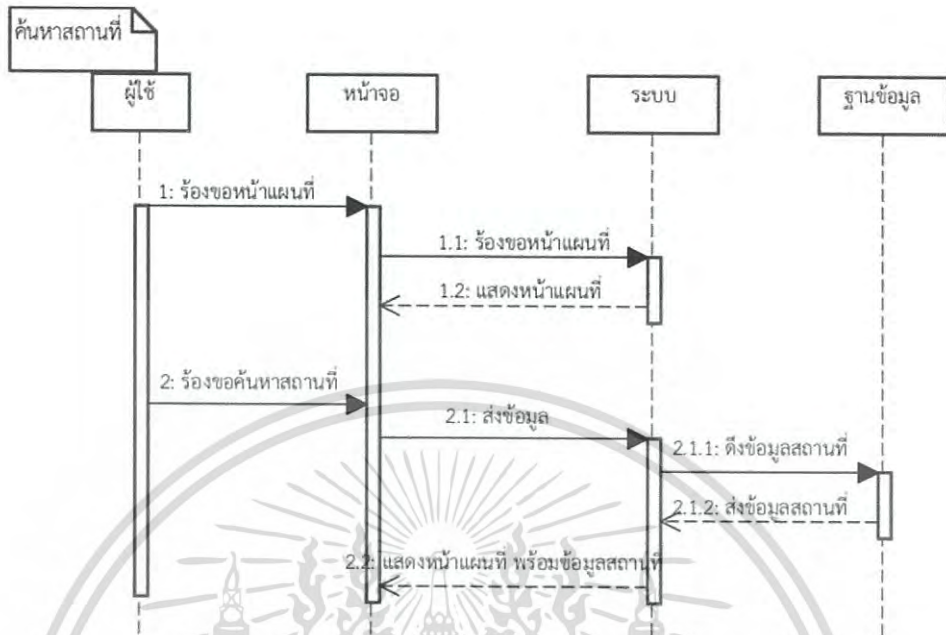 ค้นหาสถานที่
ผู้ใช้
หน้าจอ
ระบบ
ฐานข้อมูล
1: ร้องขอหน้าแผนที่
1.1: ร้องขอหน้าแผนที่
1.2: แสดงหน้าแผนที่
2: ร้องขอค้นหาสถานที่
2.1: ส่งข้อมูล
2.1.1: ดึงข้อมูลสถานที่
2.1.2: ส่งข้อมูลสถานที่
2.2: แสดงหน้าแผนที่ พร้อมข้อมูลสถานที่